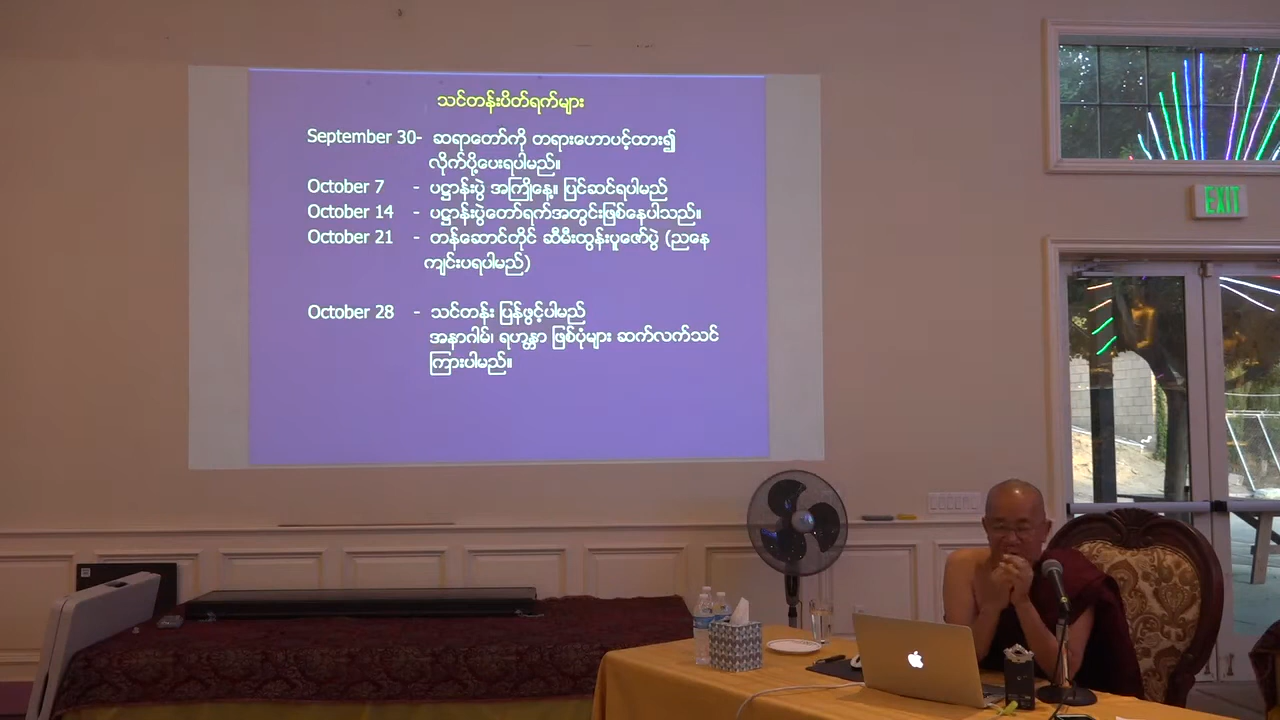 သင်တန်းပိတ်ရက်များ
September 30- ဆရာတော်ကို တရားဟောပင့်ထား၍
လိုက်ပို့ပေးရပါမည်။
October 7 - ပဋ္ဌာန်းပွဲ အကြိုနေ့၊ ပြင်ဆင်ရပါမည်
October 14 - ပဋ္ဌာန်းပွဲတော်ရက်အတွင်းဖြစ်နေပါသည်။
October 21 - တန်ဆောင်တိုင် ဆီမီးထွန်းပူဇော်ပွဲ (ညနေ
ကျင်းပရပါမည်)
October 28 - သင်တန်း ပြန်ဖွင့်ပါမည်
အနာဂါမ်၊ ရဟန္တာ ဖြစ်ပုံများ ဆက်လက်သင်
ကြားပါမည်။
EXIT